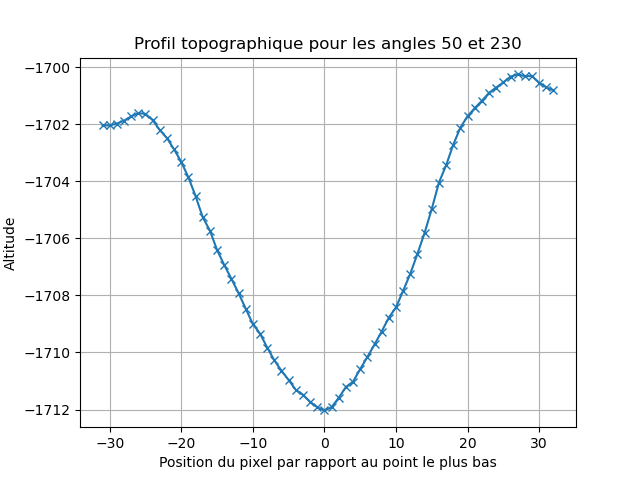 Profil topographique pour les angles 50 et 230
Altitude
−1700
−1702
−1704
−1706
−1708
−1710
−1712
−30 −20 −10 0 10 20 30
Position du pixel par rapport au point le plus bas